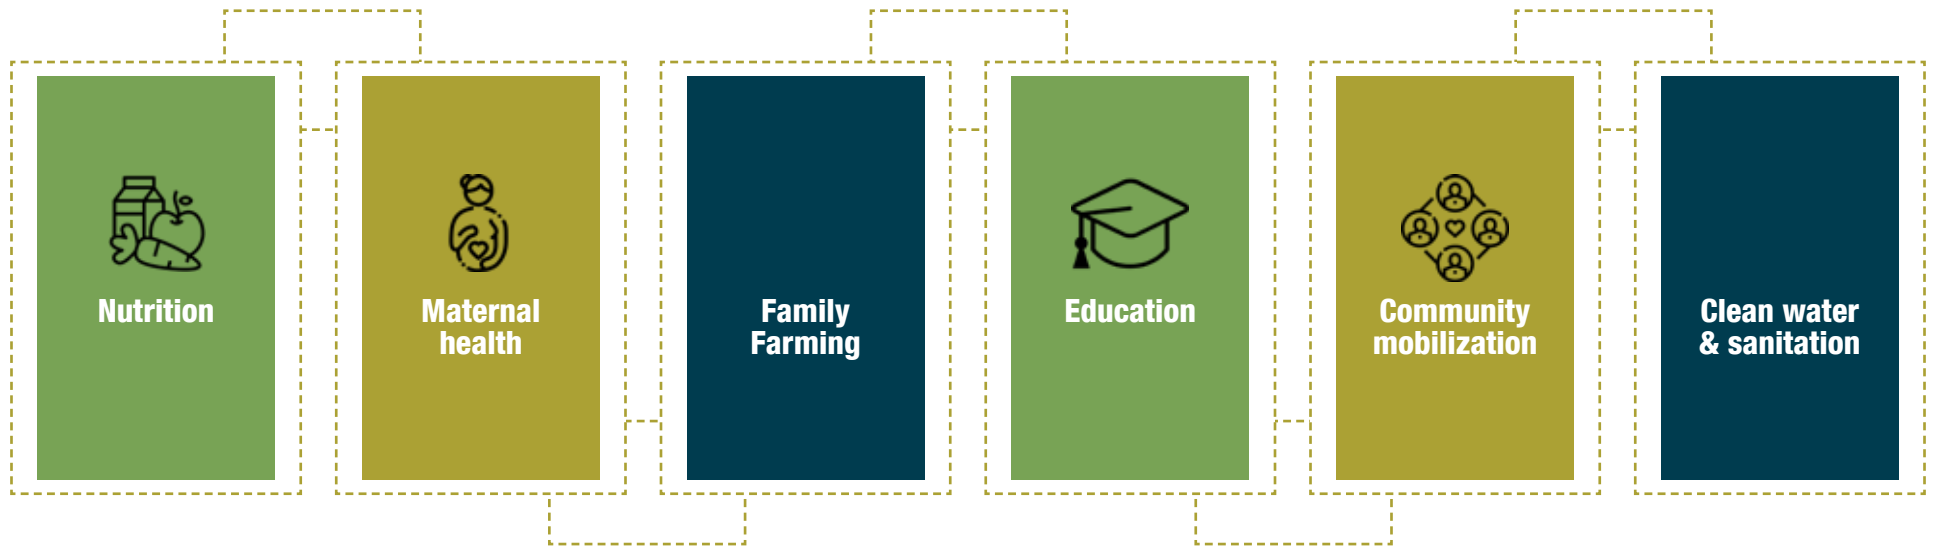 Nutrition
Maternal
health
Family
Farming
Education
Community
mobilization
Clean water
& sanitation